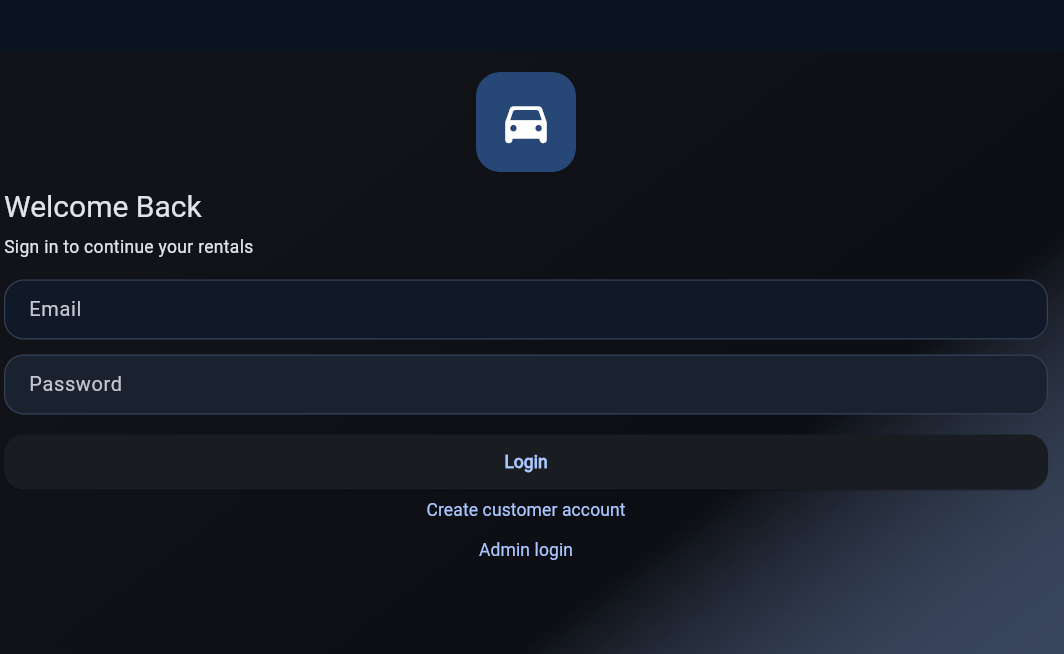 Welcome Back
Sign in to continue your rentals
Email
Password
Login
Create customer account
Admin login